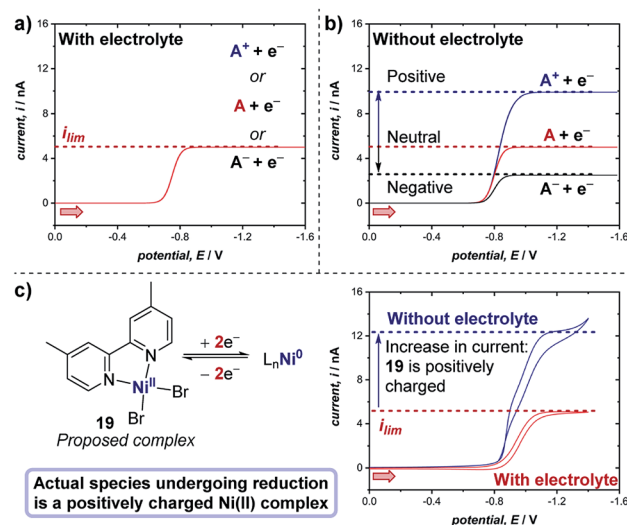 a)
With electrolyte
A⁺ + e⁻
or
A + e⁻
or
A⁻ + e⁻
i_lim
current, i / nA
16
12
8
4
0
0.0 -0.4 -0.8 -1.2 -1.6
potential, E / V
b)
Without electrolyte
Positive
A⁺ + e⁻
Neutral
A + e⁻
Negative
A⁻ + e⁻
current, i / nA
16
12
8
4
0
0.0 -0.4 -0.8 -1.2 -1.6
potential, E / V
c)
N
N
Ni^II
Br
Br
19
Proposed complex
+ 2e⁻
− 2e⁻
LₙNi⁰
Actual species undergoing reduction
is a positively charged Ni(II) complex
Without electrolyte
Increase in current:
19 is positively
charged
i_lim
With electrolyte
current, i / nA
16
12
8
4
0
0.0 -0.4 -0.8 -1.2 -1.6
potential, E / V